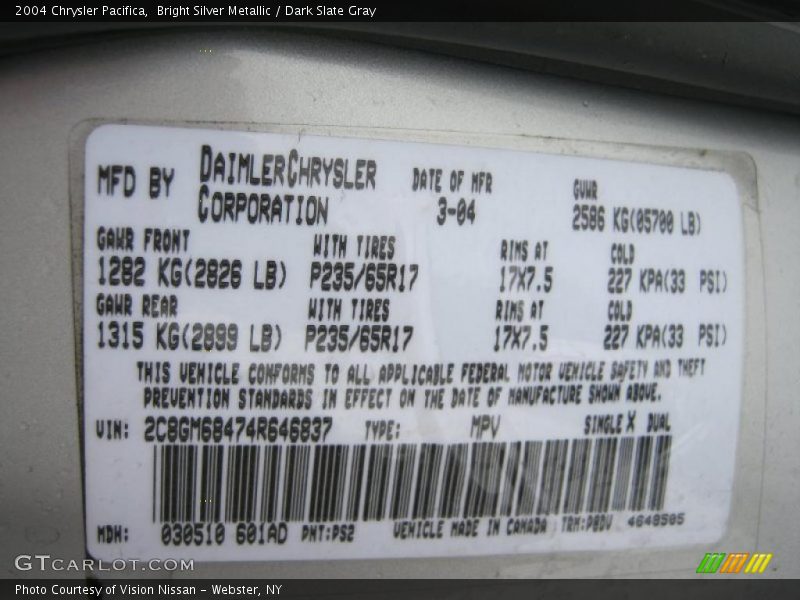 2004 Chrysler Pacifica,  Bright Silver Metallic / Dark Slate Gray
MFD BY DAIMLERCHRYSLER CORPORATION DATE OF MFR 3-04 GVWR 2586 KG(05700 LB)
GAWR FRONT WITH TIRES RIMS AT COLD
1282 KG(2826 LB) P235/65R17 17X7.5 227 KPA(33 PSI)
GAWR REAR WITH TIRES RIMS AT COLD
1315 KG(2899 LB) P235/65R17 17X7.5 227 KPA(33 PSI)
THIS VEHICLE CONFORMS TO ALL APPLICABLE FEDERAL MOTOR VEHICLE SAFETY AND THEFT
PREVENTION STANDARDS IN EFFECT ON THE DATE OF MANUFACTURE SHOWN ABOVE.
VIN: 2C8GM68474R646837 TYPE: MPV SINGLE X DUAL
MDH: 030510 601AD PNT:PS2 VEHICLE MADE IN CANADA TRM:P8DV 4648505
GTCARLOT.COM
Photo Courtesy of Vision Nissan - Webster, NY